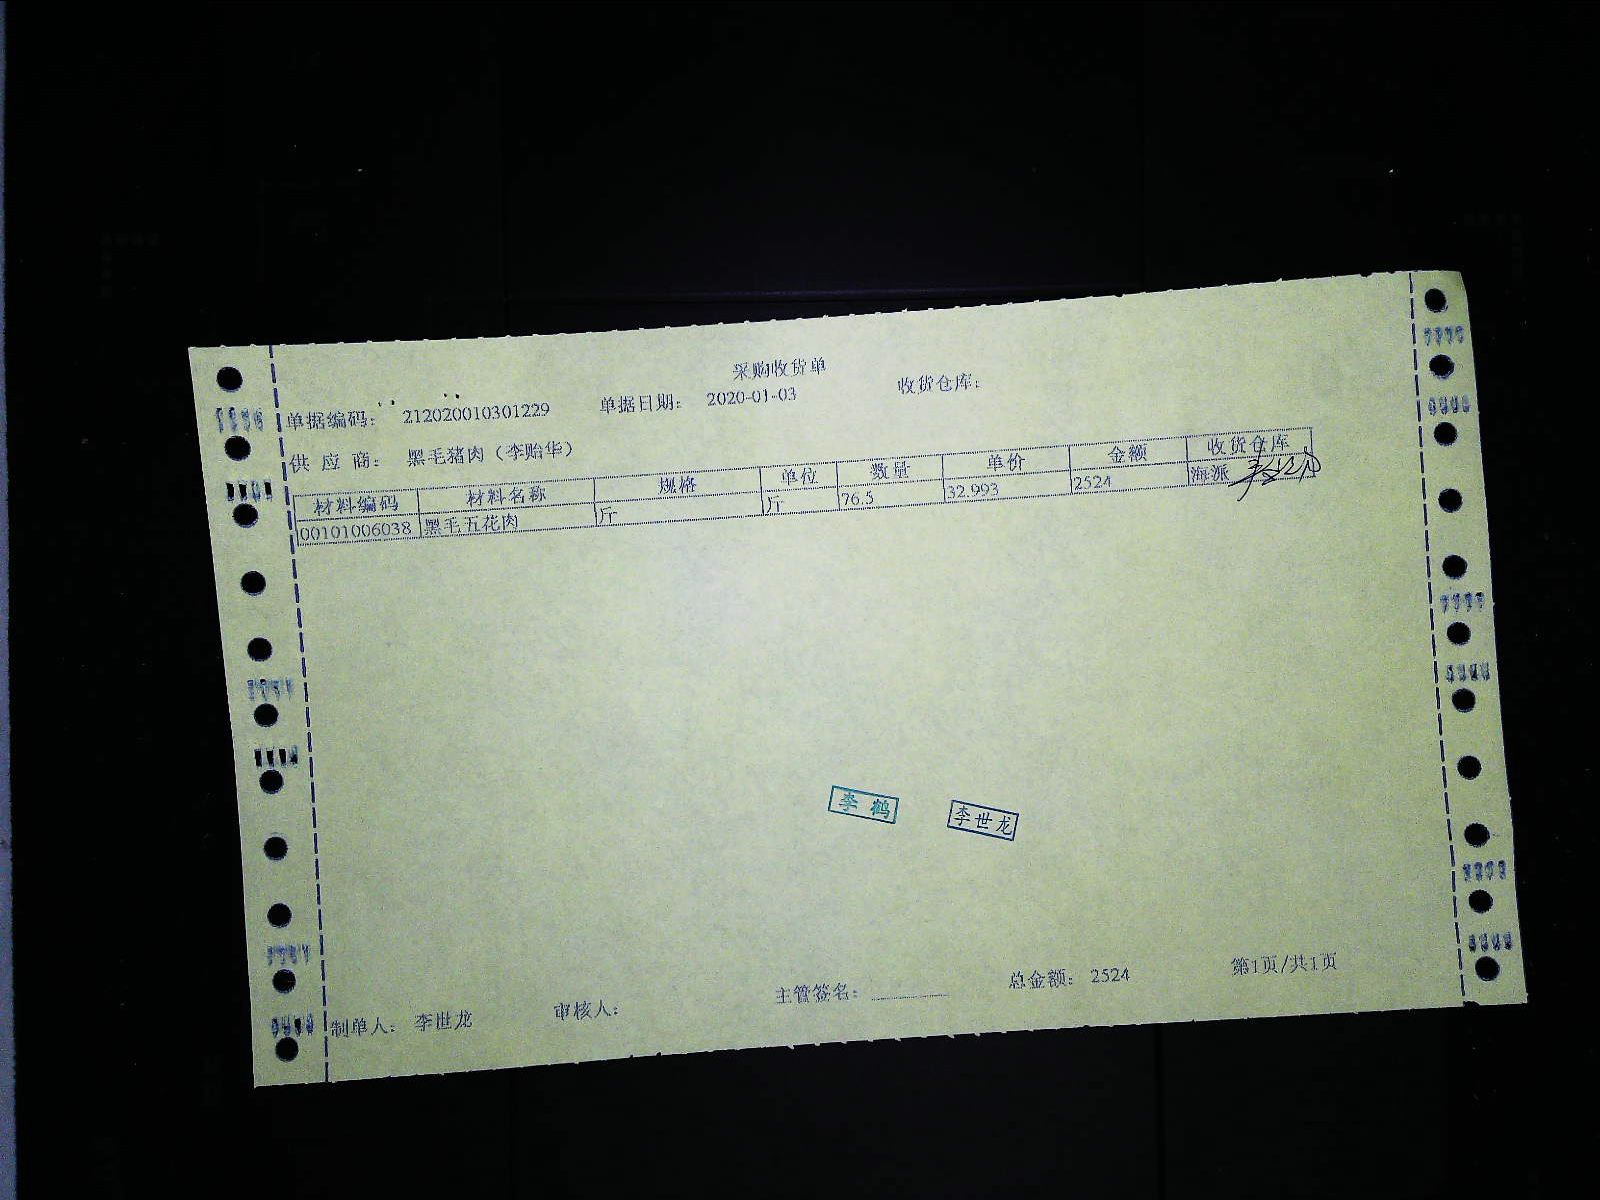 采购收货单
单据编码： 212020010301229 单据日期： 2020-01-03 收货仓库：
供 应 商： 黑毛猪肉（李贻华）
材料编码 材料名称 规格 单位 数量 单价 金额 收货仓库
00101006038 黑毛五花肉 斤 斤 76.5 32.993 2524 海派
李 鹤 李世龙
制单人： 李世龙 审核人： 主管签名： 总金额： 2524 第1页/共1页